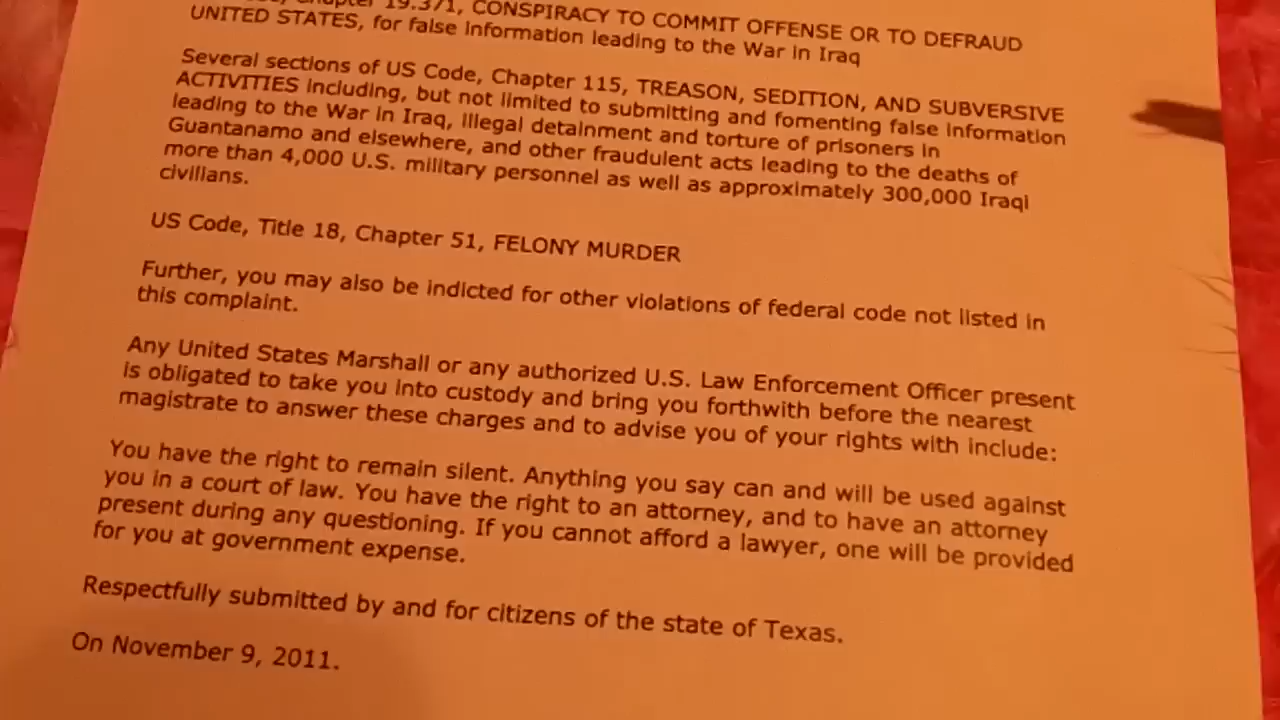 19.371, CONSPIRACY TO COMMIT OFFENSE OR TO DEFRAUD
UNITED STATES, for false information leading to the War in Iraq
Several sections of US Code, Chapter 115, TREASON, SEDITION, AND SUBVERSIVE
ACTIVITIES including, but not limited to submitting and fomenting false information
leading to the War in Iraq, illegal detainment and torture of prisoners in
Guantanamo and elsewhere, and other fraudulent acts leading to the deaths of
more than 4,000 U.S. military personnel as well as approximately 300,000 Iraqi
civilians.
US Code, Title 18, Chapter 51, FELONY MURDER
Further, you may also be indicted for other violations of federal code not listed in
this complaint.
Any United States Marshall or any authorized U.S. Law Enforcement Officer present
is obligated to take you into custody and bring you forthwith before the nearest
magistrate to answer these charges and to advise you of your rights with include:
You have the right to remain silent. Anything you say can and will be used against
you in a court of law. You have the right to an attorney, and to have an attorney
present during any questioning. If you cannot afford a lawyer, one will be provided
for you at government expense.
Respectfully submitted by and for citizens of the state of Texas.
On November 9, 2011.